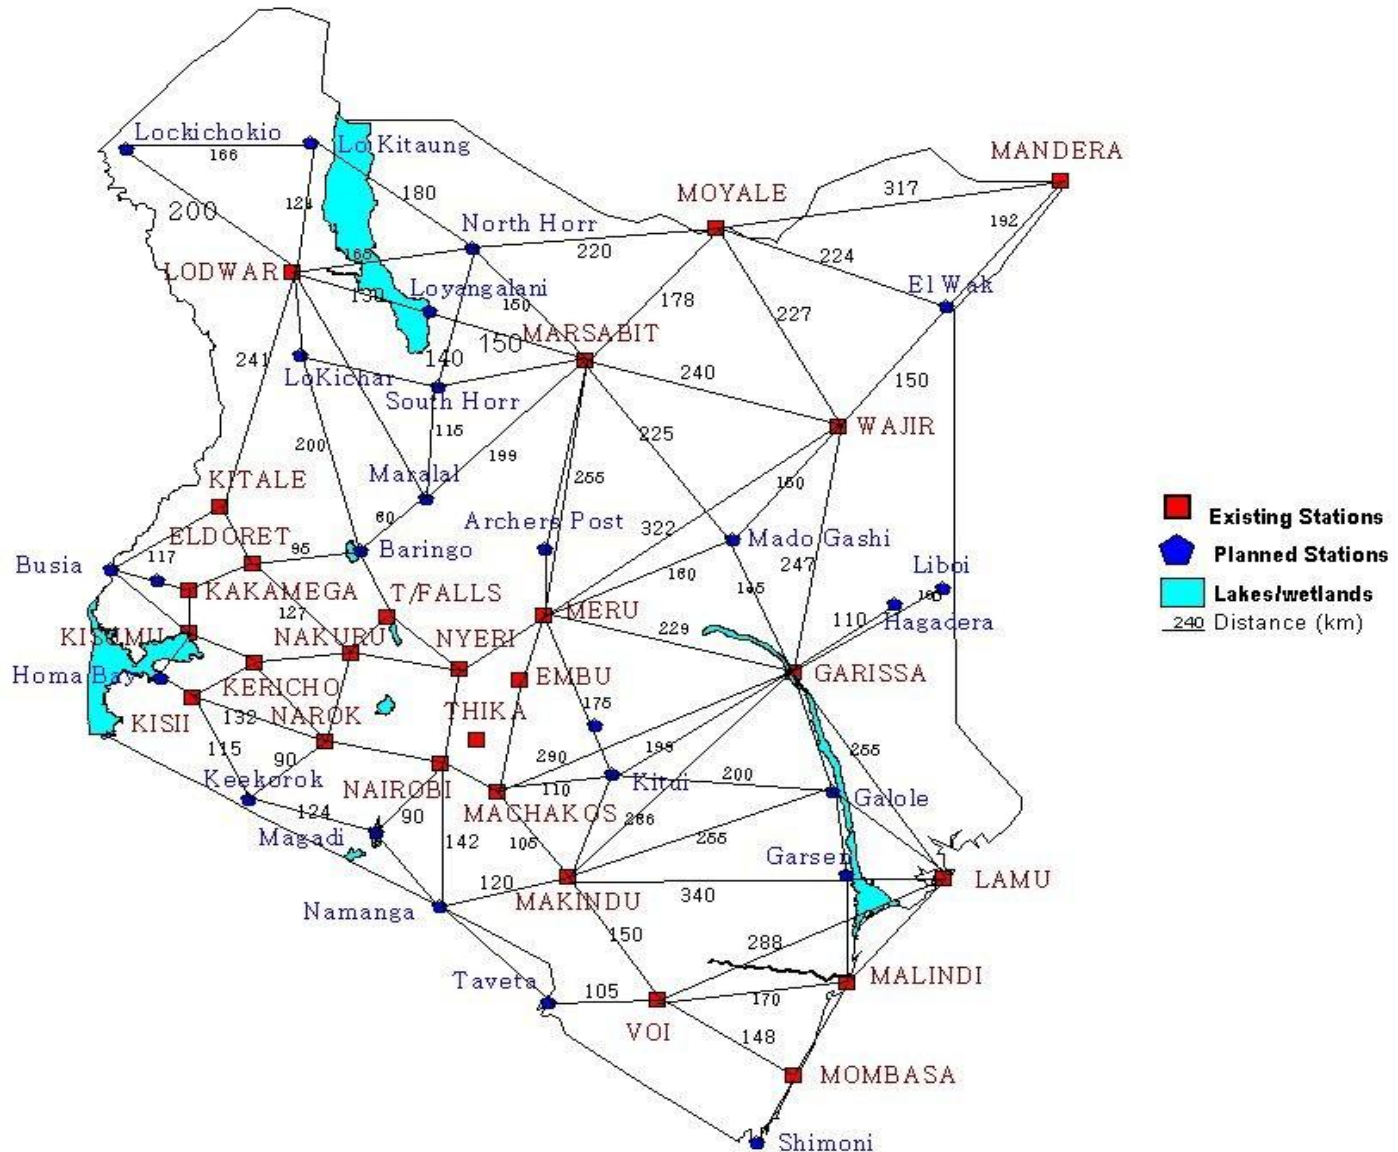 Lockichokio
Lo Kitaung
166
MANDERA
MOYALE
317
180
200
124
192
North Horr
220
224
165
LODWAR
El Wak
130
Loyangalani
150
178
227
MARSABIT
241
140
150
240
150
LoKichar
South Horr
115
225
WAJIR
200
199
255
Maralal
KITALE
150
60
Archers Post
322
ELDORET
95
Baringo
Mado Gashi
117
Busia
247
Liboi
KAKAMEGA
T/FALLS
160
145
127
MERU
110
Hagadera
KISUMU
NAKURU
NYERI
229
Homa Bay
EMBU
GARISSA
KERICHO
175
THIKA
KISII
132
NAROK
199
255
115
90
290
Keekorok
200
Kitui
NAIROBI
110
Galole
124
MACHAKOS
90
286
Magadi
142
105
255
Garsen
120
LAMU
MAKINDU
340
Namanga
150
288
Taveta
MALINDI
105
170
VOI
148
MOMBASA
Shimoni
Existing Stations
Planned Stations
Lakes/wetlands
240 Distance (km)